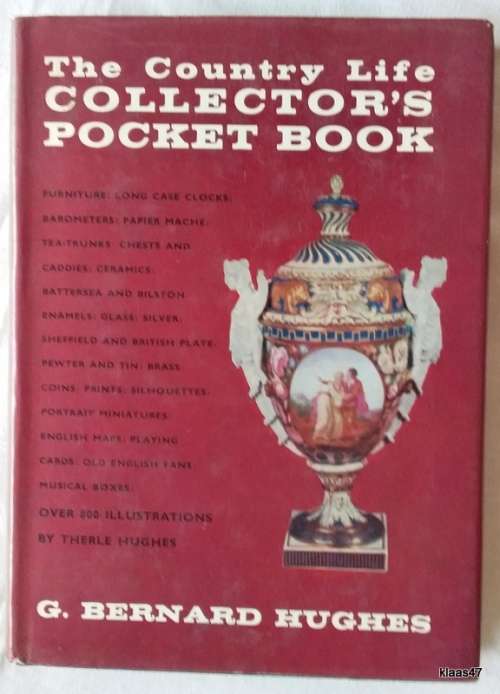 The Country Life
COLLECTOR'S
POCKET BOOK
FURNITURE: LONG CASE CLOCKS:
BAROMETERS: PAPIER MACHE:
TEA-TRUNKS: CHESTS AND
CADDIES: CERAMICS:
BATTERSEA AND BILSTON
ENAMELS: GLASS: SILVER:
SHEFFIELD AND BRITISH PLATE:
PEWTER AND TIN: BRASS
COINS: PRINTS: SILHOUETTES:
PORTRAIT MINIATURES:
ENGLISH MAPS: PLAYING
CARDS: OLD ENGLISH FANS
MUSICAL BOXES:
OVER 800 ILLUSTRATIONS
BY THERLE HUGHES
G. BERNARD HUGHES
klaas47